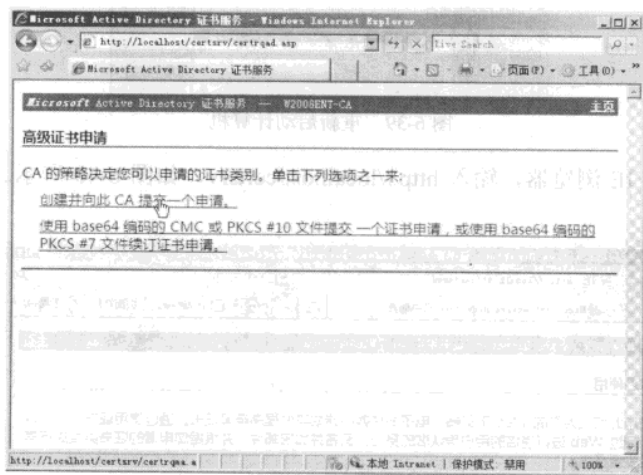 Microsoft Active Directory 证书服务 - Windows Internet Explorer
http://localhost/certsrv/certrqad.asp
Live Search
Microsoft Active Directory 证书服务
页面(P)
工具(O)
Microsoft Active Directory 证书服务 — W2008ENT-CA
主页
高级证书申请
CA 的策略决定您可以申请的证书类别。单击下列选项之一来:
创建并向此 CA 提交一个申请。
使用 base64 编码的 CMC 或 PKCS #10 文件提交 一个证书申请，或使用 base64 编码的
PKCS #7 文件续订证书申请。
http://localhost/certsrv/certrqma.a
本地 Intranet | 保护模式: 禁用
100%